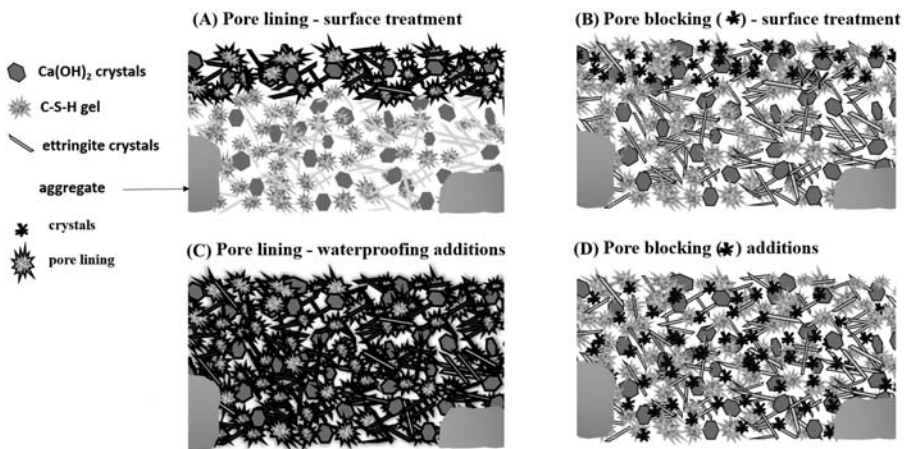 (A) Pore lining - surface treatment
(B) Pore blocking ( ) - surface treatment
Ca(OH)₂ crystals
C-S-H gel
ettringite crystals
aggregate
crystals
pore lining
(C) Pore lining - waterproofing additions
(D) Pore blocking ( ) additions